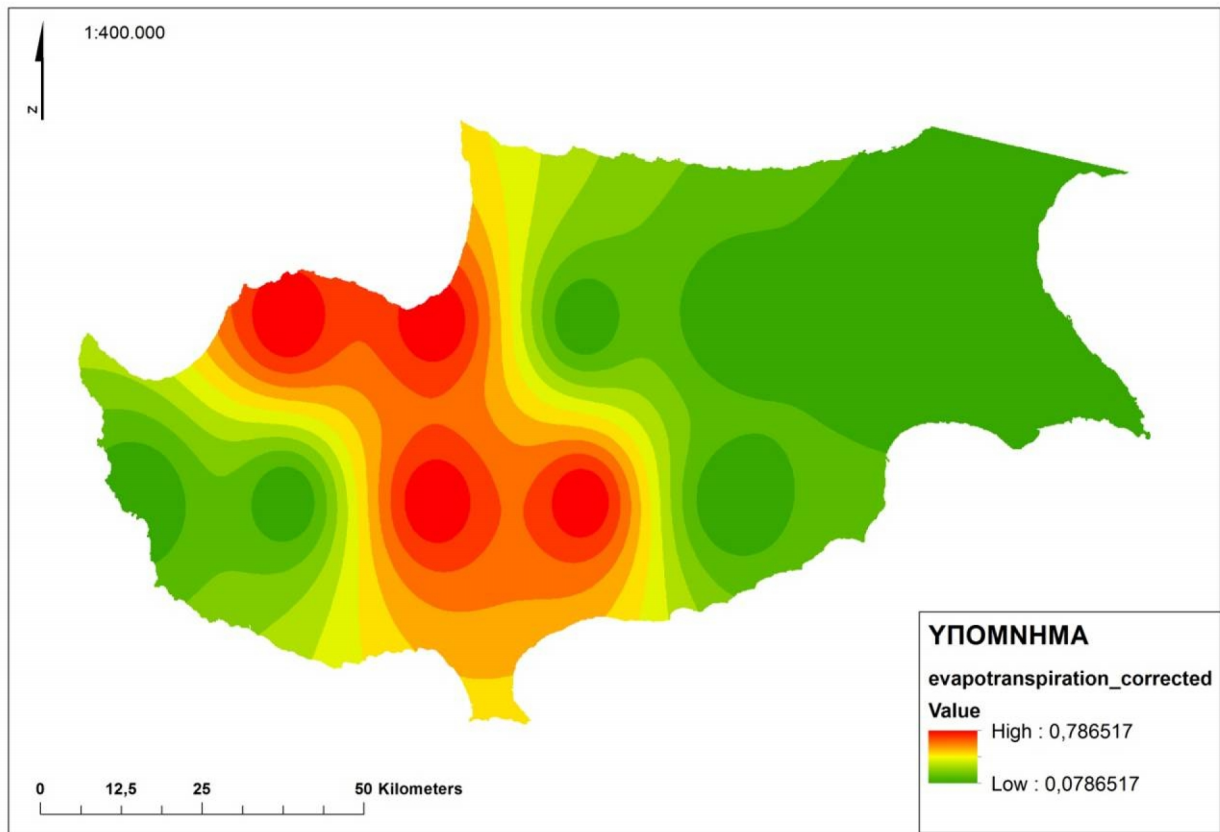 1:400.000
z
ΥΠΟΜΝΗΜΑ
evapotranspiration_corrected
Value
High : 0,786517
Low : 0,0786517
0 12,5 25 50 Kilometers